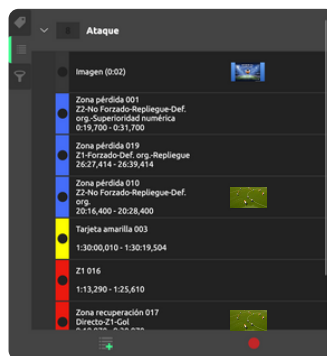 Ataque
Imagen (0:02)
Zona pérdida 001
Z2-No Forzado-Repliegue-Def.
org.-Superioridad numérica
0:19,700 - 0:31,700
Zona pérdida 019
Z1-Forzado-Def. org.-Repliegue
26:27,414 - 26:39,414
Zona pérdida 010
Z2-No Forzado-Repliegue-Def.
org.
20:16,400 - 20:28,400
Tarjeta amarilla 003
1:30:00,010 - 1:30:19,504
Z1 016
1:13,290 - 1:25,610
Zona recuperación 017
Directo-Z1-Gol